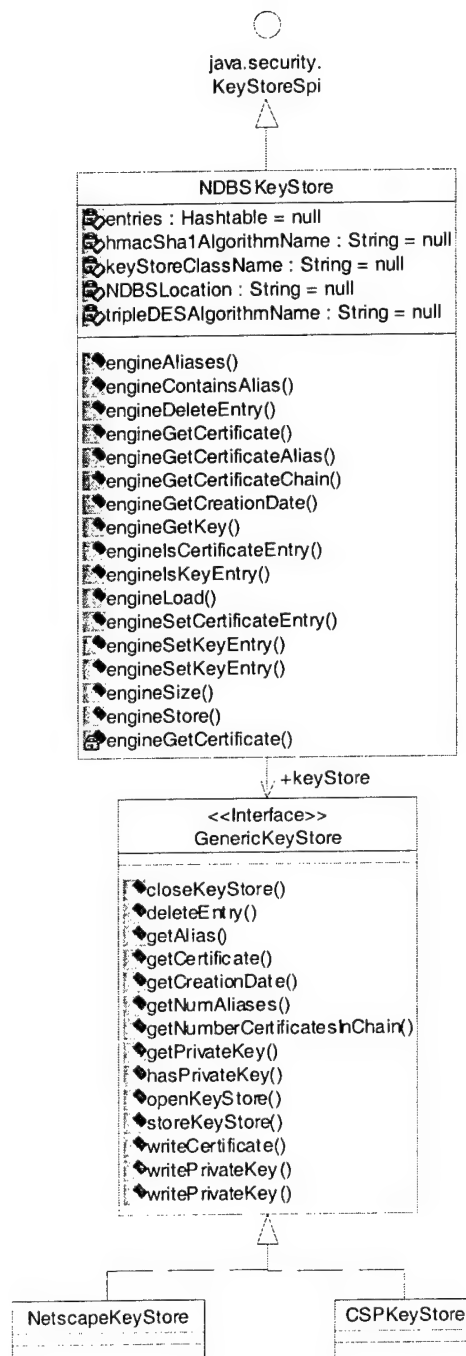 java.security.
KeyStoreSpi
NDBSKeyStore
entries : Hashtable = null
hmacSha1AlgorithmName : String = null
keyStoreClassName : String = null
NDBSLocation : String = null
tripleDESAlgorithmName : String = null
engineAliases()
engineContainsAlias()
engineDeleteEntry()
engineGetCertificate()
engineGetCertificateAlias()
engineGetCertificateChain()
engineGetCreationDate()
engineGetKey()
engineIsCertificateEntry()
engineIsKeyEntry()
engineLoad()
engineSetCertificateEntry()
engineSetKeyEntry()
engineSetKeyEntry()
engineSize()
engineStore()
engineGetCertificate()
+keyStore
<<Interface>>
GenericKeyStore
closeKeyStore()
deleteEntry()
getAlias()
getCertificate()
getCreationDate()
getNumAliases()
getNumberCertificatesInChain()
getPrivateKey()
hasPrivateKey()
openKeyStore()
storeKeyStore()
writeCertificate()
writePrivateKey()
writePrivateKey()
NetscapeKeyStore
CSPKeyStore